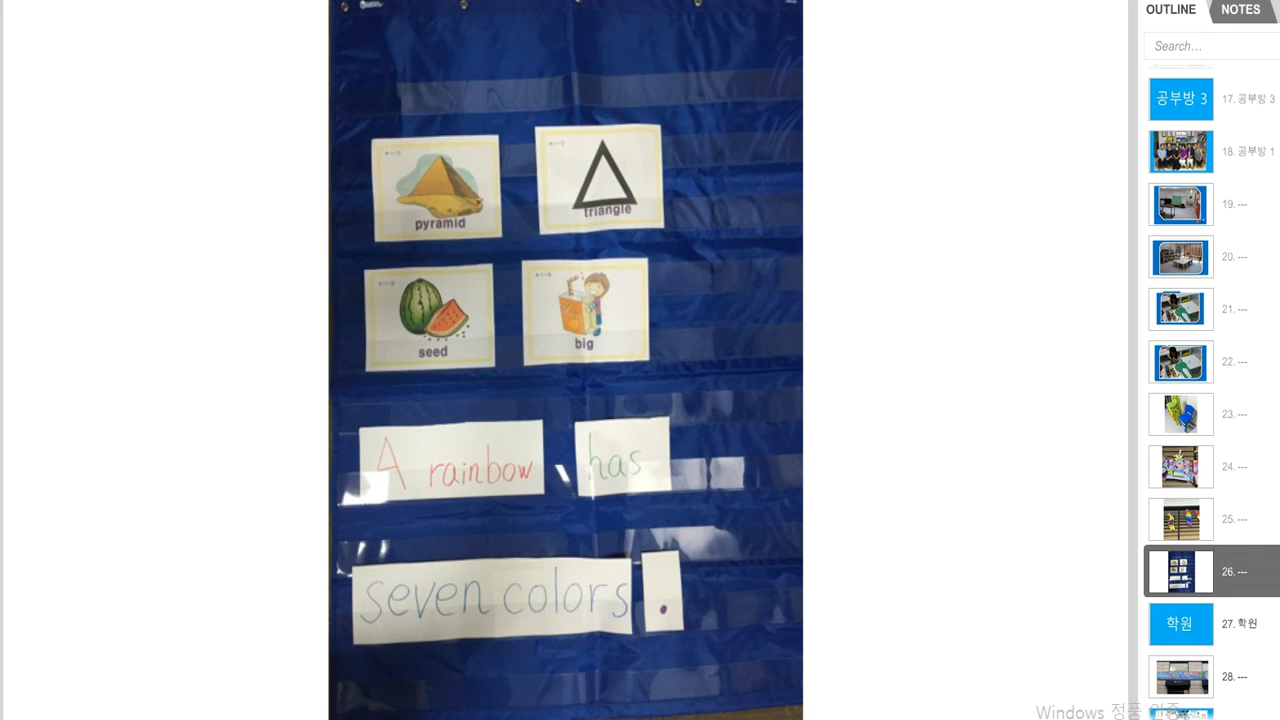 OUTLINE
NOTES
Search...
공부방 3
17. 공부방 3
18. 공부방 1
19. ---
20. ---
21. ---
22. ---
23. ---
24. ---
25. ---
26. ---
학원
27. 학원
28. ---
pyramid
triangle
seed
big
A rainbow has
seven colors.
Windows 정품 인증